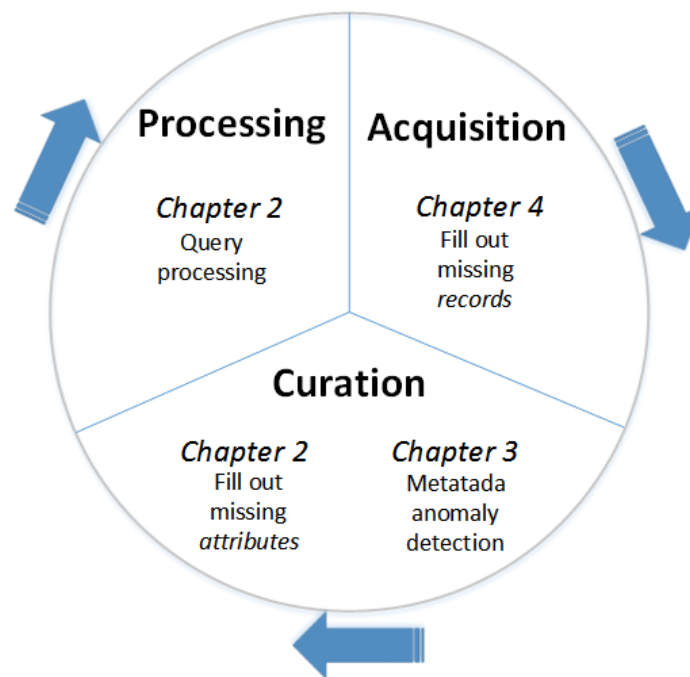 Processing
Chapter 2
Query
processing
Acquisition
Chapter 4
Fill out
missing
records
Curation
Chapter 2
Fill out
missing
attributes
Chapter 3
Metatada
anomaly
detection